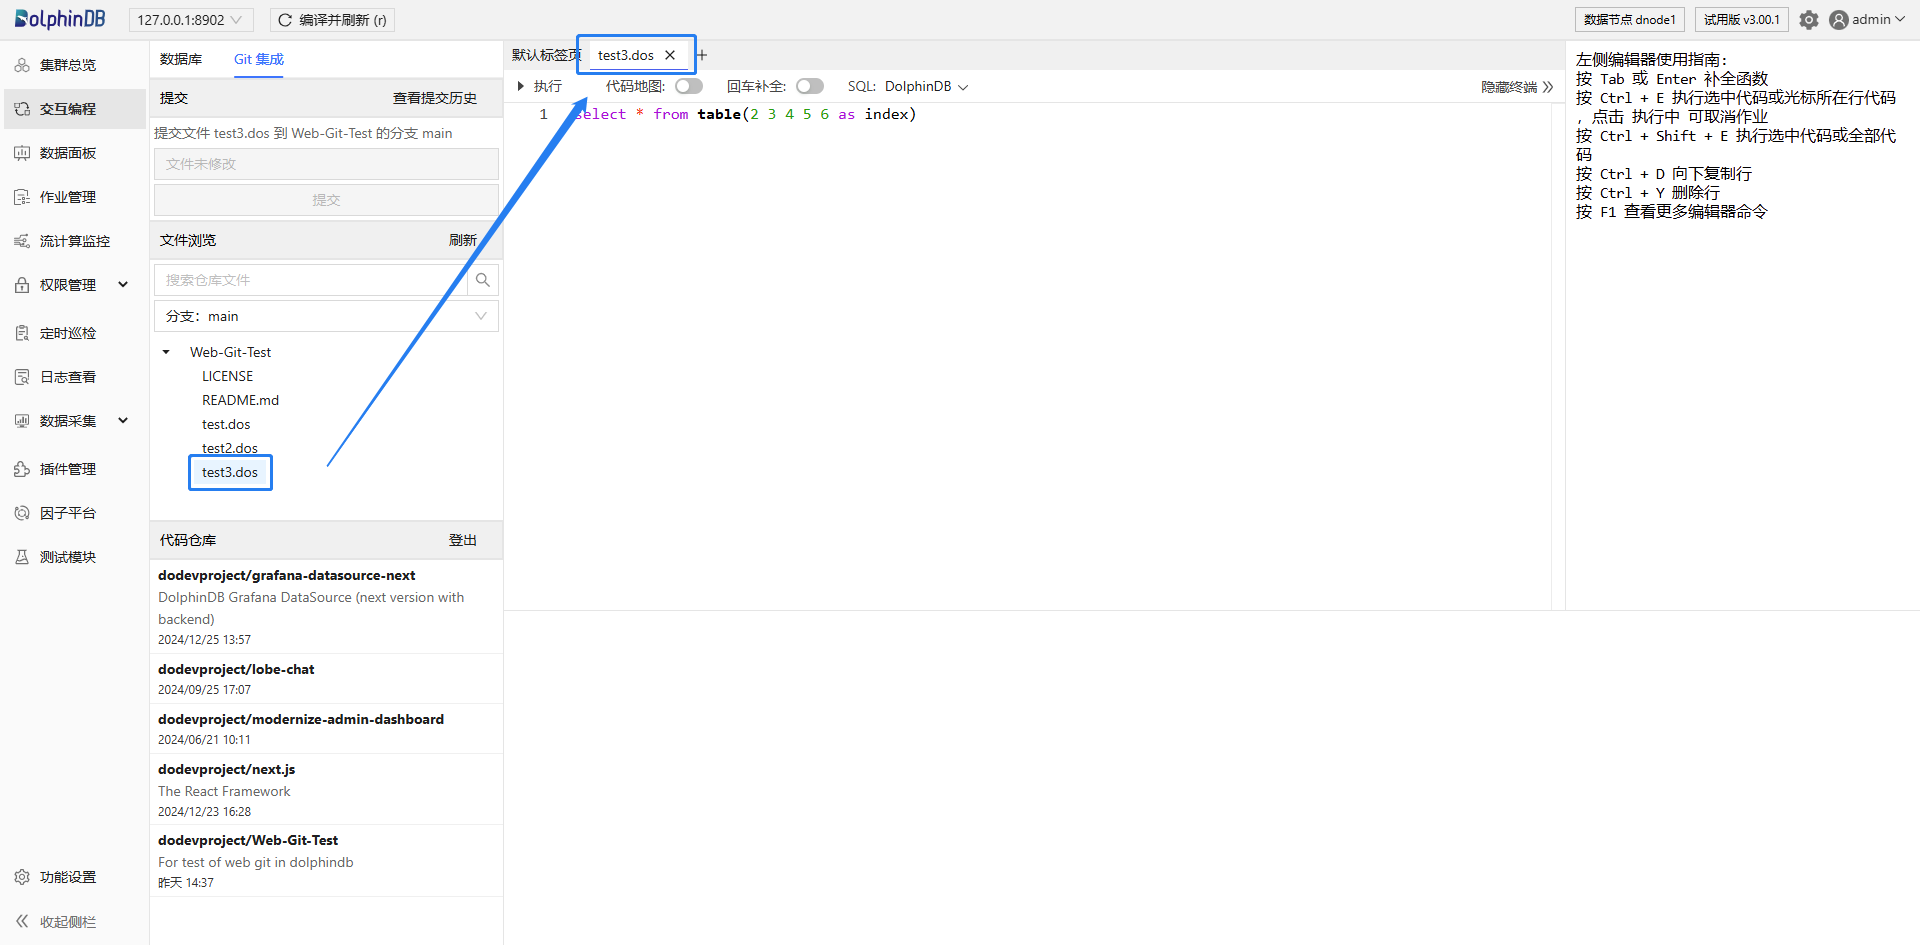 DolphinDB
127.0.0.1:8902
编译并刷新 (r)
数据节点 dnode1
试用版 v3.00.1
admin
集群总览
交互编程
数据面板
作业管理
流计算监控
权限管理
定时巡检
日志查看
数据采集
插件管理
因子平台
测试模块
功能设置
收起侧栏
数据库
Git 集成
提交
查看提交历史
提交文件 test3.dos 到 Web-Git-Test 的分支 main
文件未修改
提交
文件浏览
刷新
搜索仓库文件
分支：main
Web-Git-Test
LICENSE
README.md
test.dos
test2.dos
test3.dos
代码仓库
登出
dodevproject/grafana-datasource-next
DolphinDB Grafana DataSource (next version with
backend)
2024/12/25 13:57
dodevproject/lobe-chat
2024/09/25 17:07
dodevproject/modernize-admin-dashboard
2024/06/21 10:11
dodevproject/next.js
The React Framework
2024/12/23 16:28
dodevproject/Web-Git-Test
For test of web git in dolphindb
昨天 14:37
默认标签页
test3.dos
执行
代码地图:
回车补全:
SQL: DolphinDB
隐藏终端
1 select * from table(2 3 4 5 6 as index)
左侧编辑器使用指南:
按 Tab 或 Enter 补全函数
按 Ctrl + E 执行选中代码或光标所在行代码
, 点击 执行中 可取消作业
按 Ctrl + Shift + E 执行选中代码或全部代
码
按 Ctrl + D 向下复制行
按 Ctrl + Y 删除行
按 F1 查看更多编辑器命令